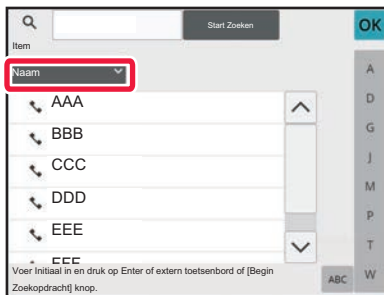 Start Zoeken
OK
Item
Naam
AAA
BBB
CCC
DDD
EEE
FFF
A
D
G
J
M
P
T
W
Voer Initiaal in en druk op Enter of extern toetsenbord of [Begin
Zoekopdracht] knop.
ABC